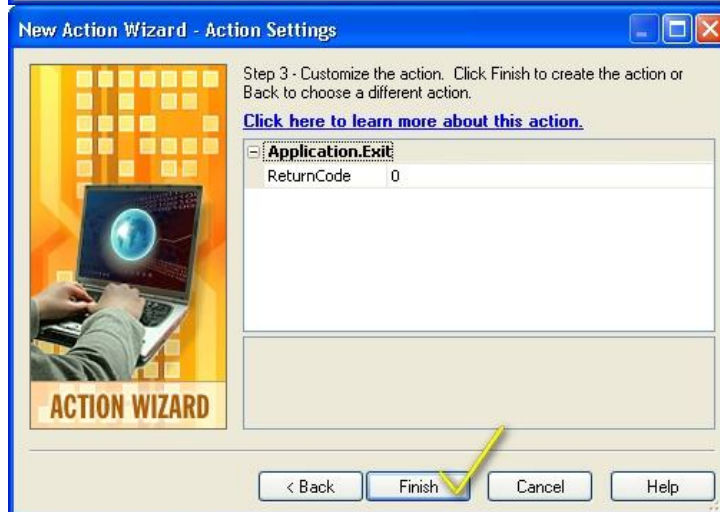 New Action Wizard - Action Settings
Step 3 - Customize the action.  Click Finish to create the action or
Back to choose a different action.
Click here to learn more about this action.
Application.Exit
ReturnCode 0
ACTION WIZARD
< Back Finish Cancel Help